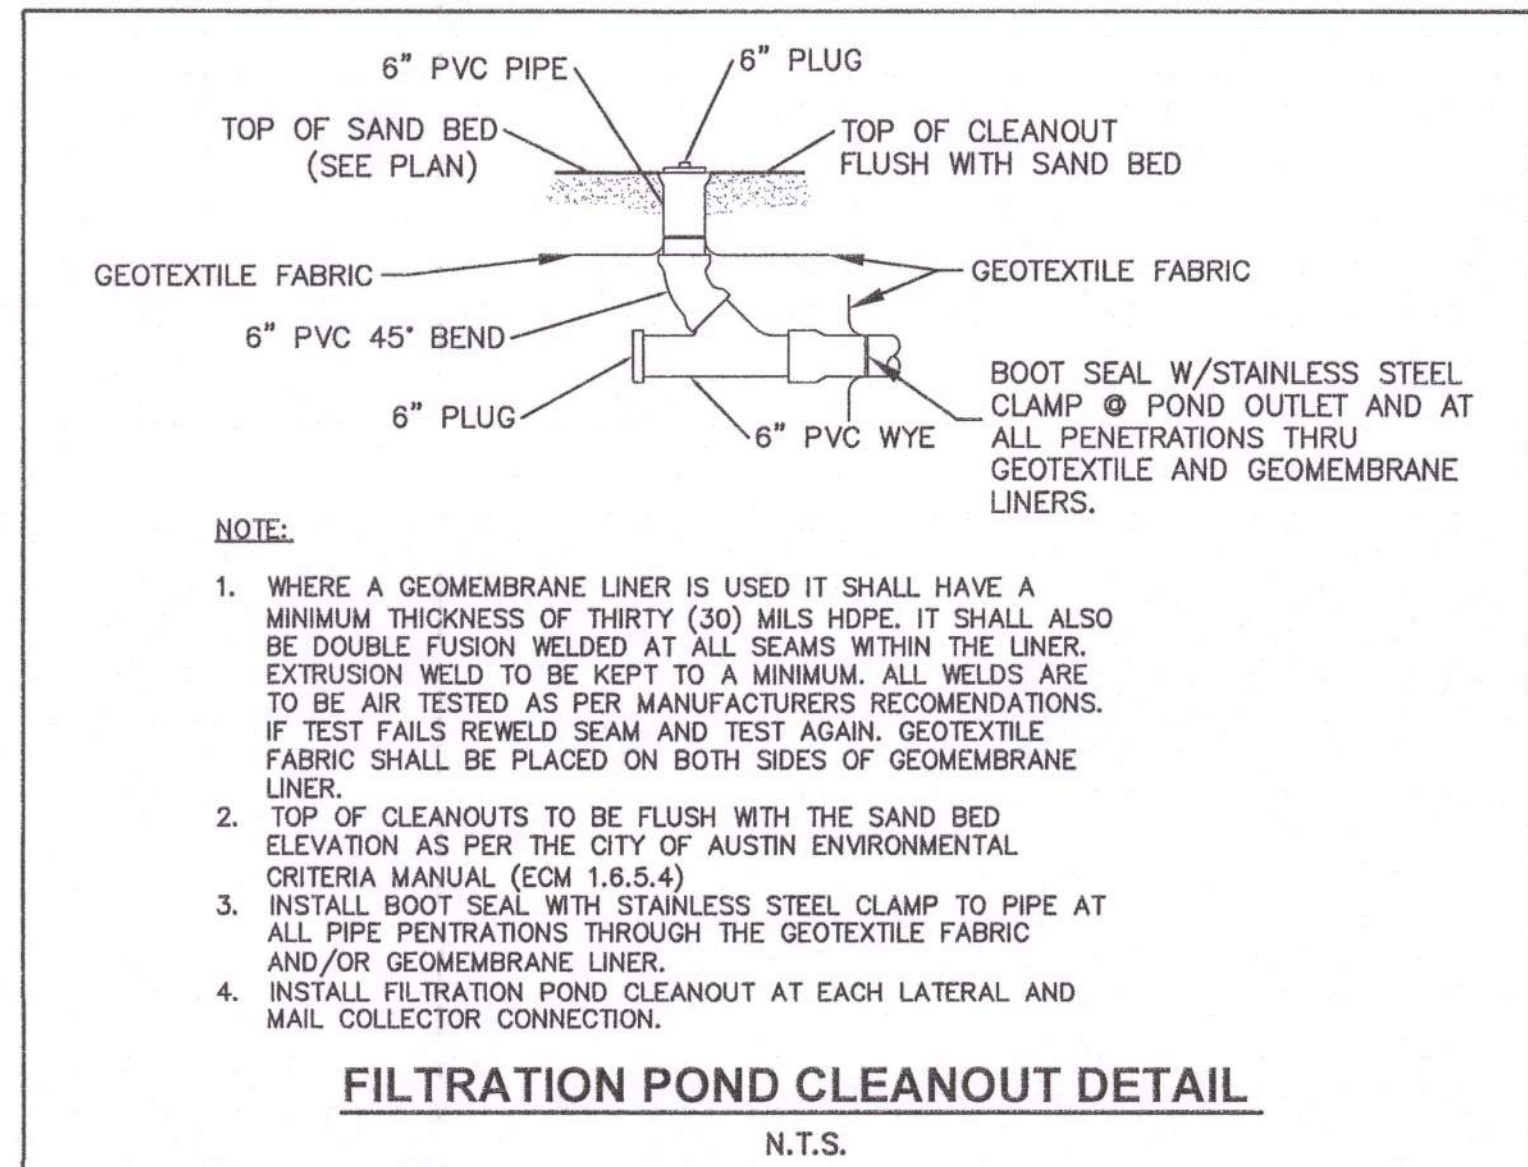 6" PVC PIPE
6" PLUG
TOP OF SAND BED
(SEE PLAN)
TOP OF CLEANOUT
FLUSH WITH SAND BED
GEOTEXTILE FABRIC
GEOTEXTILE FABRIC
6" PVC 45° BEND
6" PLUG
6" PVC WYE
BOOT SEAL W/STAINLESS STEEL
CLAMP @ POND OUTLET AND AT
ALL PENETRATIONS THRU
GEOTEXTILE AND GEOMEMBRANE
LINERS.
NOTE:
1. WHERE A GEOMEMBRANE LINER IS USED IT SHALL HAVE A
MINIMUM THICKNESS OF THIRTY (30) MILS HDPE. IT SHALL ALSO
BE DOUBLE FUSION WELDED AT ALL SEAMS WITHIN THE LINER.
EXTRUSION WELD TO BE KEPT TO A MINIMUM. ALL WELDS ARE
TO BE AIR TESTED AS PER MANUFACTURERS RECOMENDATIONS.
IF TEST FAILS REWELD SEAM AND TEST AGAIN. GEOTEXTILE
FABRIC SHALL BE PLACED ON BOTH SIDES OF GEOMEMBRANE
LINER.
2. TOP OF CLEANOUTS TO BE FLUSH WITH THE SAND BED
ELEVATION AS PER THE CITY OF AUSTIN ENVIRONMENTAL
CRITERIA MANUAL (ECM 1.6.5.4)
3. INSTALL BOOT SEAL WITH STAINLESS STEEL CLAMP TO PIPE AT
ALL PIPE PENTRATIONS THROUGH THE GEOTEXTILE FABRIC
AND/OR GEOMEMBRANE LINER.
4. INSTALL FILTRATION POND CLEANOUT AT EACH LATERAL AND
MAIL COLLECTOR CONNECTION.
FILTRATION POND CLEANOUT DETAIL
N.T.S.